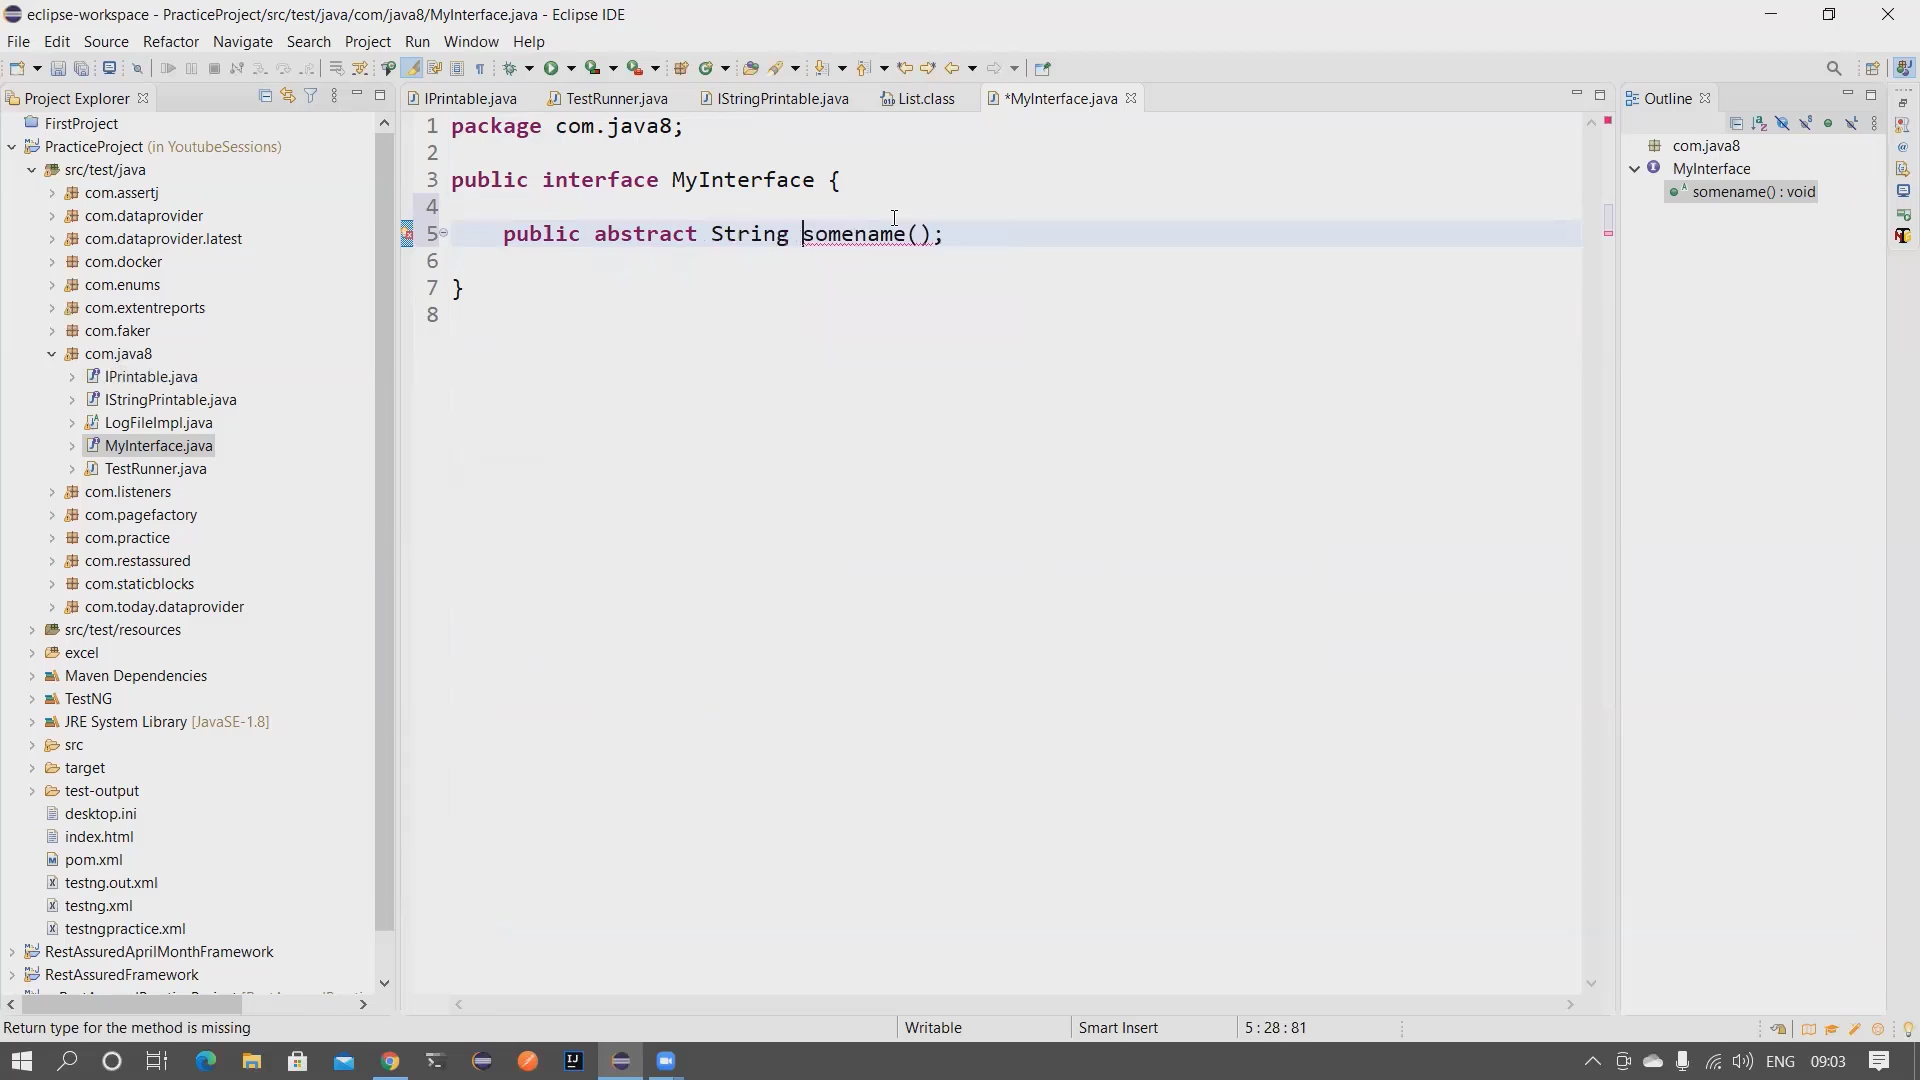 eclipse-workspace - PracticeProject/src/test/java/com/java8/MyInterface.java - Eclipse IDE
File Edit Source Refactor Navigate Search Project Run Window Help
Project Explorer
IPrintable.java TestRunner.java IStringPrintable.java List.class *MyInterface.java
Outline
FirstProject
PracticeProject (in YoutubeSessions)
src/test/java
com.assertj
com.dataprovider
com.dataprovider.latest
com.docker
com.enums
com.extentreports
com.faker
com.java8
IPrintable.java
IStringPrintable.java
LogFileImpl.java
MyInterface.java
TestRunner.java
com.listeners
com.pagefactory
com.practice
com.restassured
com.staticblocks
com.today.dataprovider
src/test/resources
excel
Maven Dependencies
TestNG
JRE System Library [JavaSE-1.8]
src
target
test-output
desktop.ini
index.html
pom.xml
testng.out.xml
testng.xml
testngpractice.xml
RestAssuredAprilMonthFramework
RestAssuredFramework
1 package com.java8;
2
3 public interface MyInterface {
4
5 public abstract String somename();
6
7 }
8
com.java8
MyInterface
somename() : void
Return type for the method is missing
Writable
Smart Insert
5 : 28 : 81
ENG 09:03